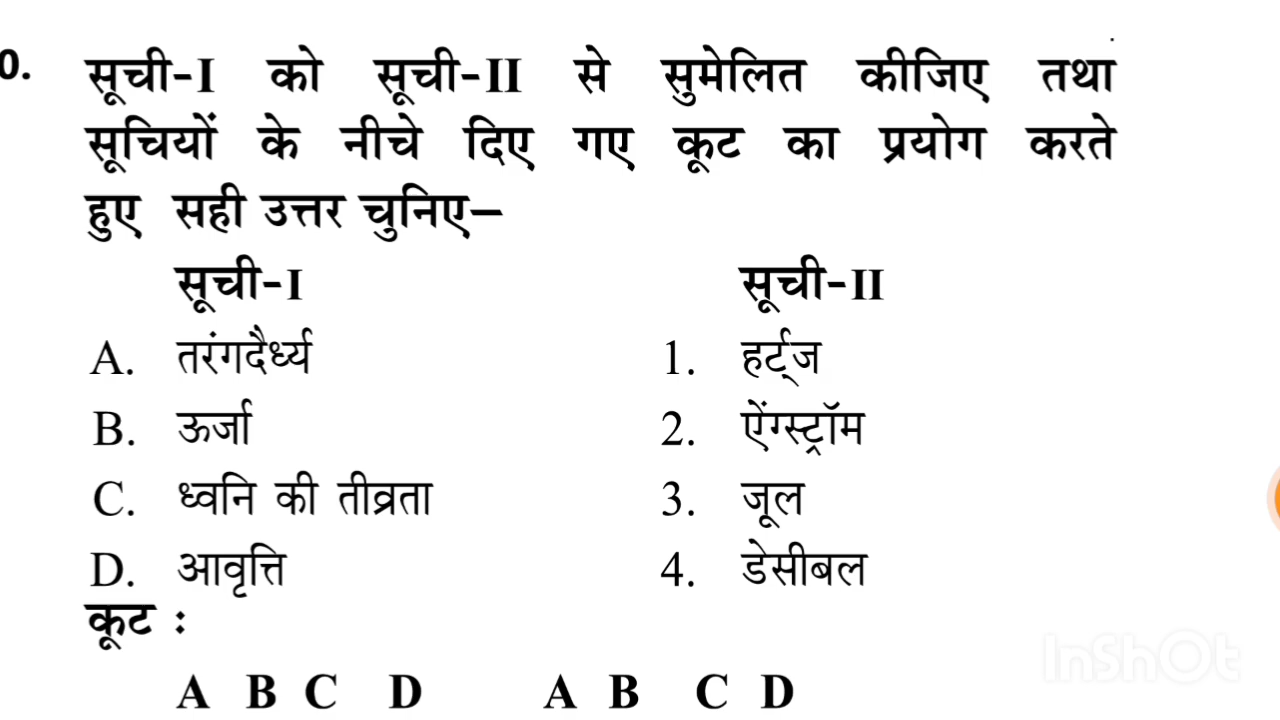 0. सूची-I को सूची-II से सुमेलित कीजिए तथा
सूचियों के नीचे दिए गए कूट का प्रयोग करते
हुए सही उत्तर चुनिए–
सूची-I सूची-II
A. तरंगदैर्ध्य 1. हर्ट्ज
B. ऊर्जा 2. ऐंग्स्ट्रॉम
C. ध्वनि की तीव्रता 3. जूल
D. आवृत्ति 4. डेसीबल
कूट :
A B C D A B C D
InShOt